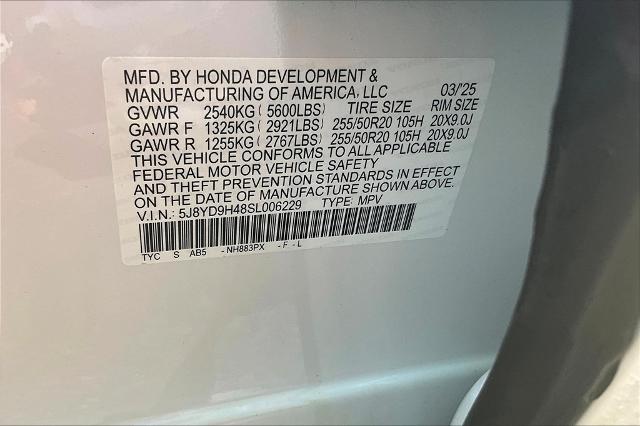 MFD. BY HONDA DEVELOPMENT &
MANUFACTURING OF AMERICA, LLC 03/'25
GVWR 2540KG ( 5600LBS) TIRE SIZE RIM SIZE
GAWR F 1325KG ( 2921LBS) 255/50R20 105H 20X9.0J
GAWR R 1255KG ( 2767LBS) 255/50R20 105H 20X9.0J
THIS VEHICLE CONFORMS TO ALL APPLICABLE
FEDERAL MOTOR VEHICLE SAFETY
AND THEFT PREVENTION STANDARDS IN EFFECT
ON THE DATE OF MANUFACTURE SHOWN ABOVE.
V.I.N.: 5J8YD9H48SL006229 TYPE: MPV
TYC S AB5 - NH883PX - F - L